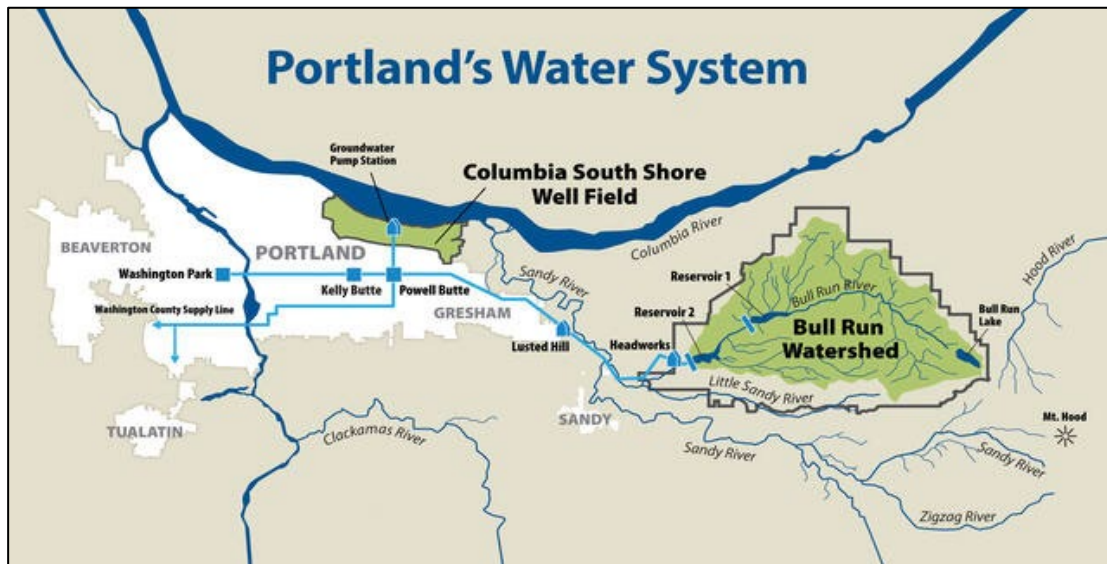 Portland's Water System
Groundwater
Pump Station
Columbia South Shore
Well Field
Columbia River
Hood River
BEAVERTON
PORTLAND
Washington Park
Kelly Butte
Powell Butte
Sandy River
Reservoir 1
Bull Run River
Washington County Supply Line
GRESHAM
Reservoir 2
Bull Run
Watershed
Bull Run
Lake
Lusted Hill
Headworks
Little Sandy River
SANDY
TUALATIN
Clackamas River
Sandy River
Mt. Hood
Sandy River
Zigzag River